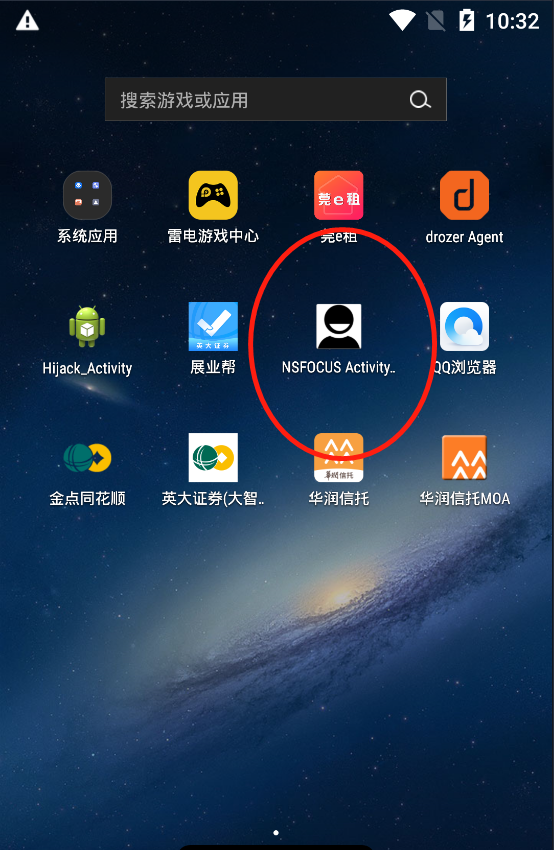 10:32
搜索游戏或应用
莞e租
系统应用
雷电游戏中心
莞e租
drozer Agent
英大证券
Hijack_Activity
展业帮
NSFOCUS Activity..
QQ浏览器
华润信托
金点同花顺
英大证券(大智..
华润信托
华润信托MOA